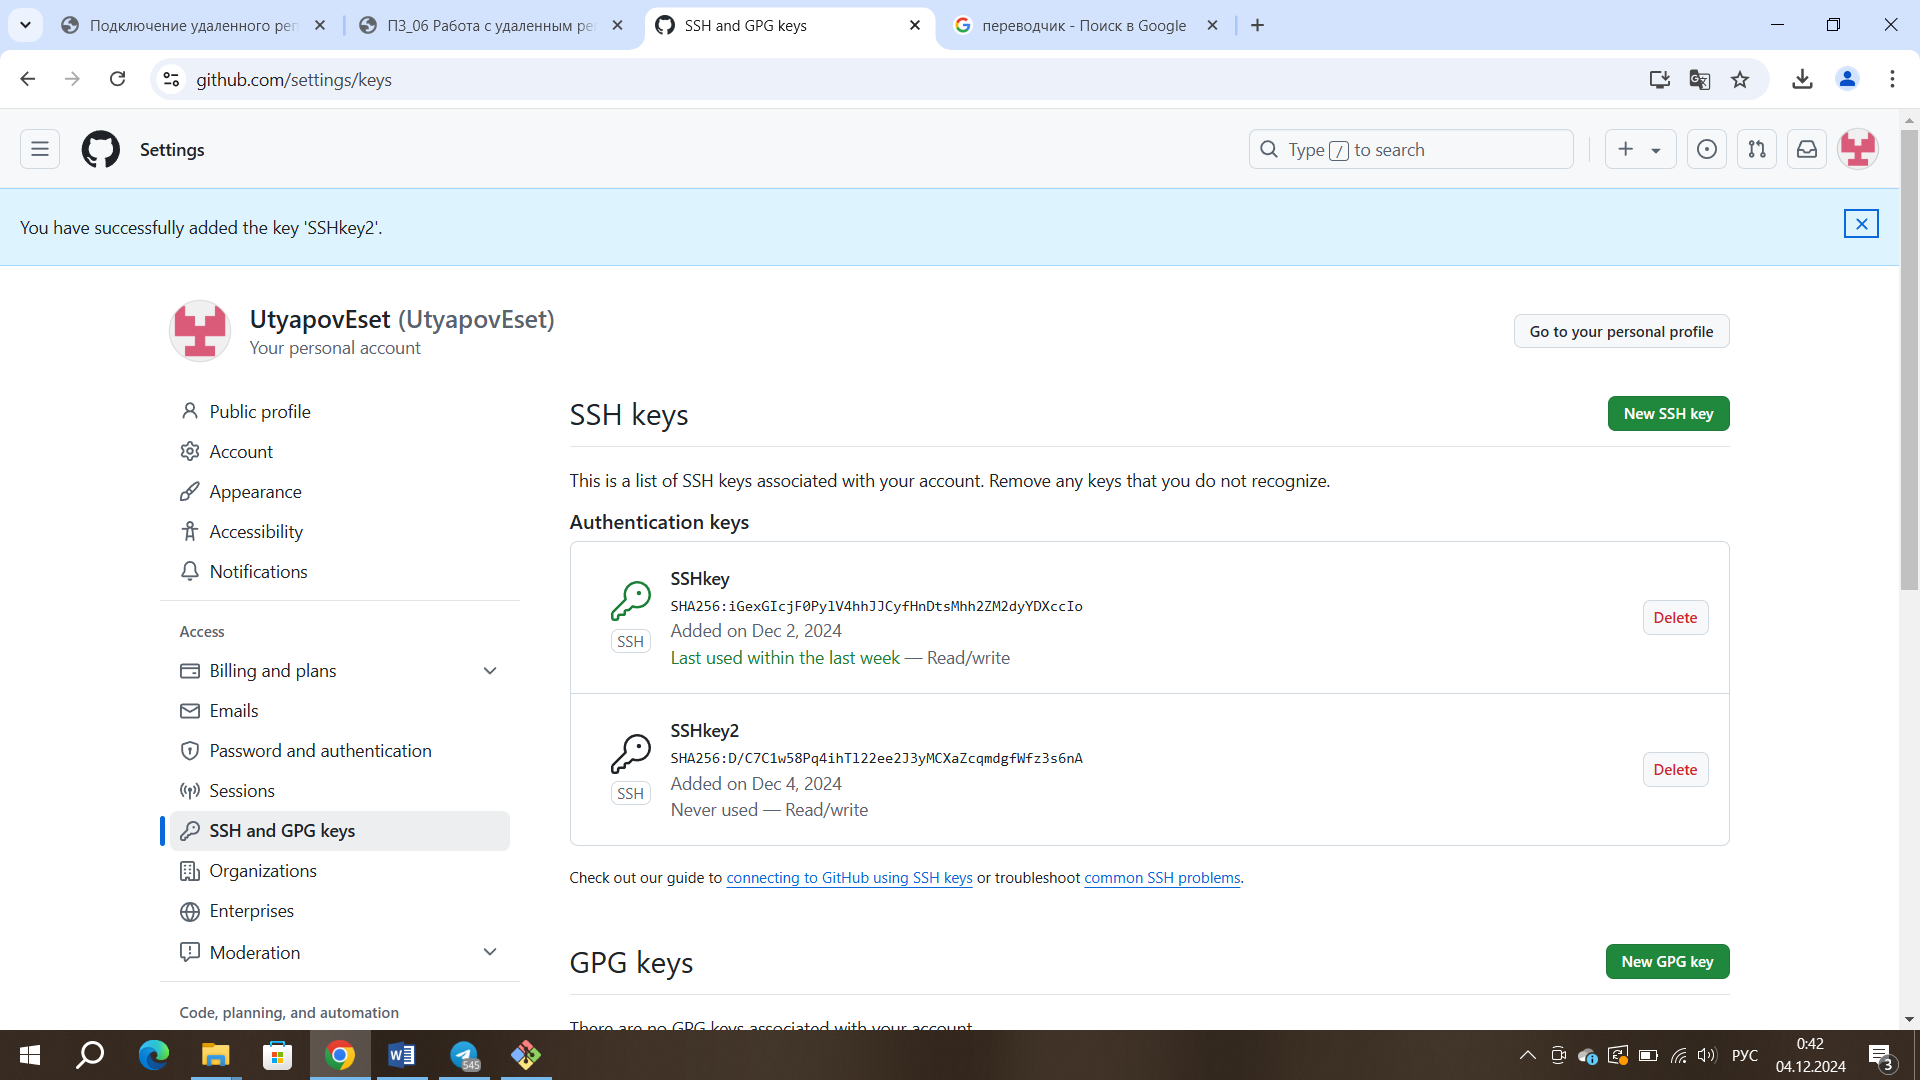 Подключение удаленного реп
ПЗ_06 Работа с удаленным ре
SSH and GPG keys
переводчик - Поиск в Google
github.com/settings/keys
Settings
Type / to search
You have successfully added the key 'SSHkey2'.
UtyapovEset (UtyapovEset)
Your personal account
Go to your personal profile
Public profile
Account
Appearance
Accessibility
Notifications
Access
Billing and plans
Emails
Password and authentication
Sessions
SSH and GPG keys
Organizations
Enterprises
Moderation
Code, planning, and automation
SSH keys
New SSH key
This is a list of SSH keys associated with your account. Remove any keys that you do not recognize.
Authentication keys
SSHkey
SHA256:iGexGIcjF0PylV4hhJJCyfHnDtsMhh2ZM2dyYDXccIo
Added on Dec 2, 2024
Last used within the last week — Read/write
SSH
Delete
SSHkey2
SHA256:D/C7C1w58Pq4ihTl22ee2J3yMCXaZcqmdgfWfz3s6nA
Added on Dec 4, 2024
Never used — Read/write
SSH
Delete
Check out our guide to connecting to GitHub using SSH keys or troubleshoot common SSH problems.
GPG keys
New GPG key
There are no GPG keys associated with your account.
545
РУС
0:42
04.12.2024
3